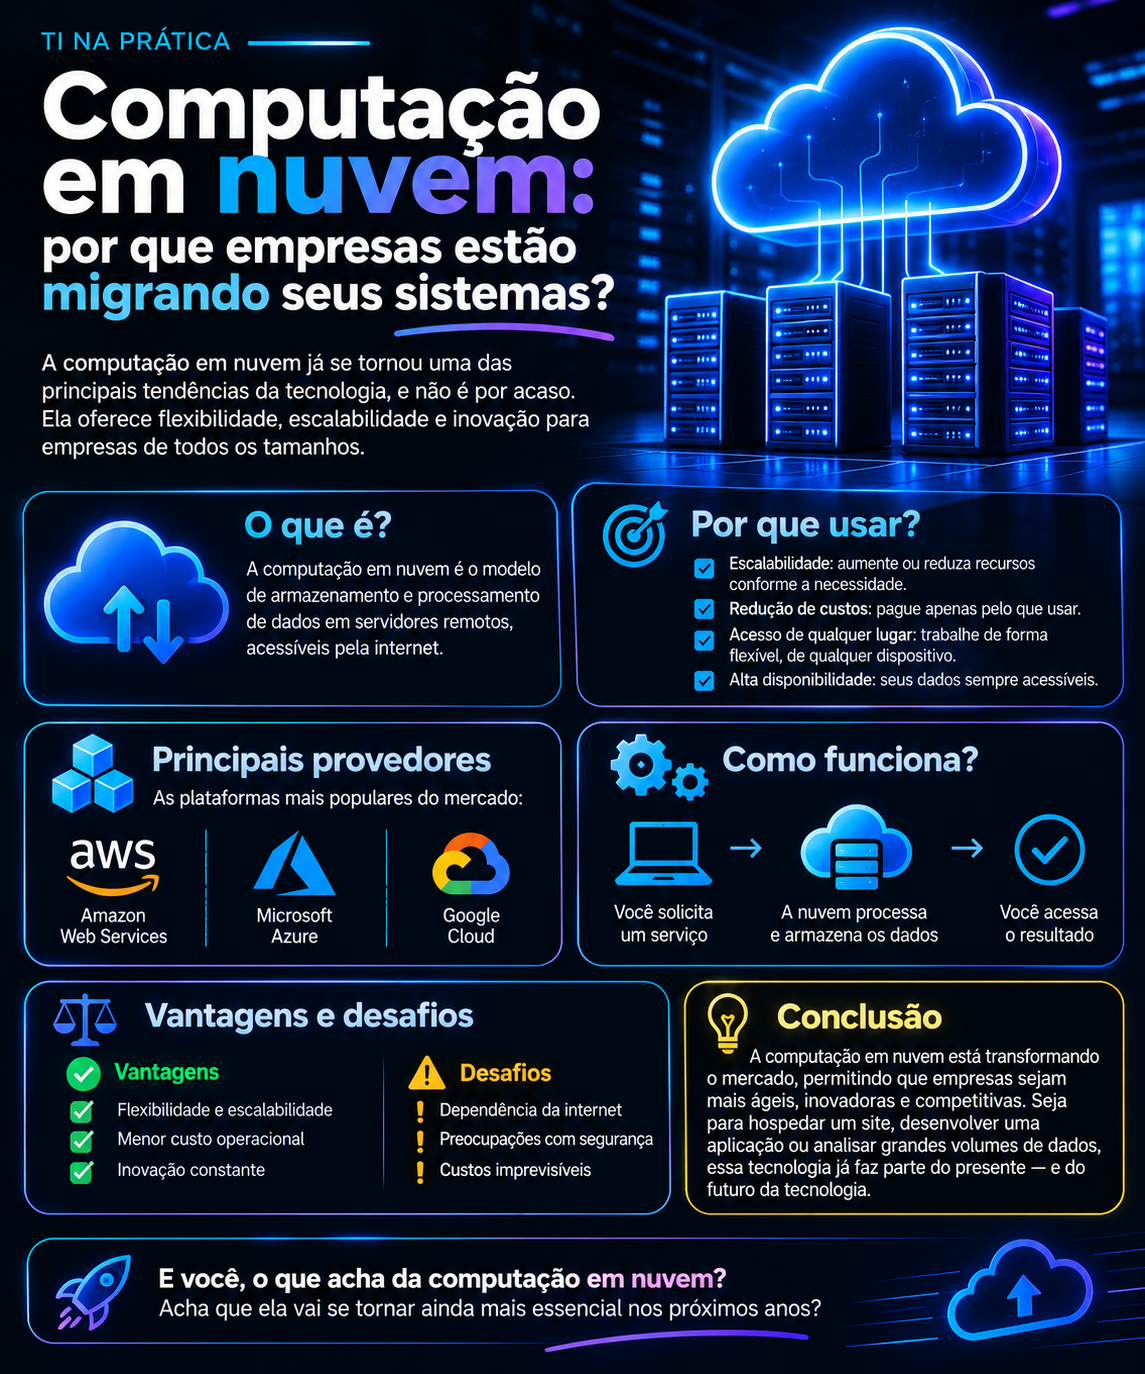 TI NA PRÁTICA
Computação
em nuvem:
por que empresas estão
migrando seus sistemas?
A computação em nuvem já se tornou uma das
principais tendências da tecnologia, e não é por acaso.
Ela oferece flexibilidade, escalabilidade e inovação para
empresas de todos os tamanhos.
O que é?
A computação em nuvem é o modelo
de armazenamento e processamento
de dados em servidores remotos,
acessíveis pela internet.
Por que usar?
Escalabilidade: aumente ou reduza recursos
conforme a necessidade.
Redução de custos: pague apenas pelo que usar.
Acesso de qualquer lugar: trabalhe de forma
flexível, de qualquer dispositivo.
Alta disponibilidade: seus dados sempre acessíveis.
Principais provedores
As plataformas mais populares do mercado:
aws
Amazon
Web Services
Microsoft
Azure
Google
Cloud
Como funciona?
Você solicita
um serviço
A nuvem processa
e armazena os dados
Você acessa
o resultado
Vantagens e desafios
Vantagens
Flexibilidade e escalabilidade
Menor custo operacional
Inovação constante
Desafios
Dependência da internet
Preocupações com segurança
Custos imprevisíveis
Conclusão
A computação em nuvem está transformando
o mercado, permitindo que empresas sejam
mais ágeis, inovadoras e competitivas. Seja
para hospedar um site, desenvolver uma
aplicação ou analisar grandes volumes de dados,
essa tecnologia já faz parte do presente — e do
futuro da tecnologia.
E você, o que acha da computação em nuvem?
Acha que ela vai se tornar ainda mais essencial nos próximos anos?